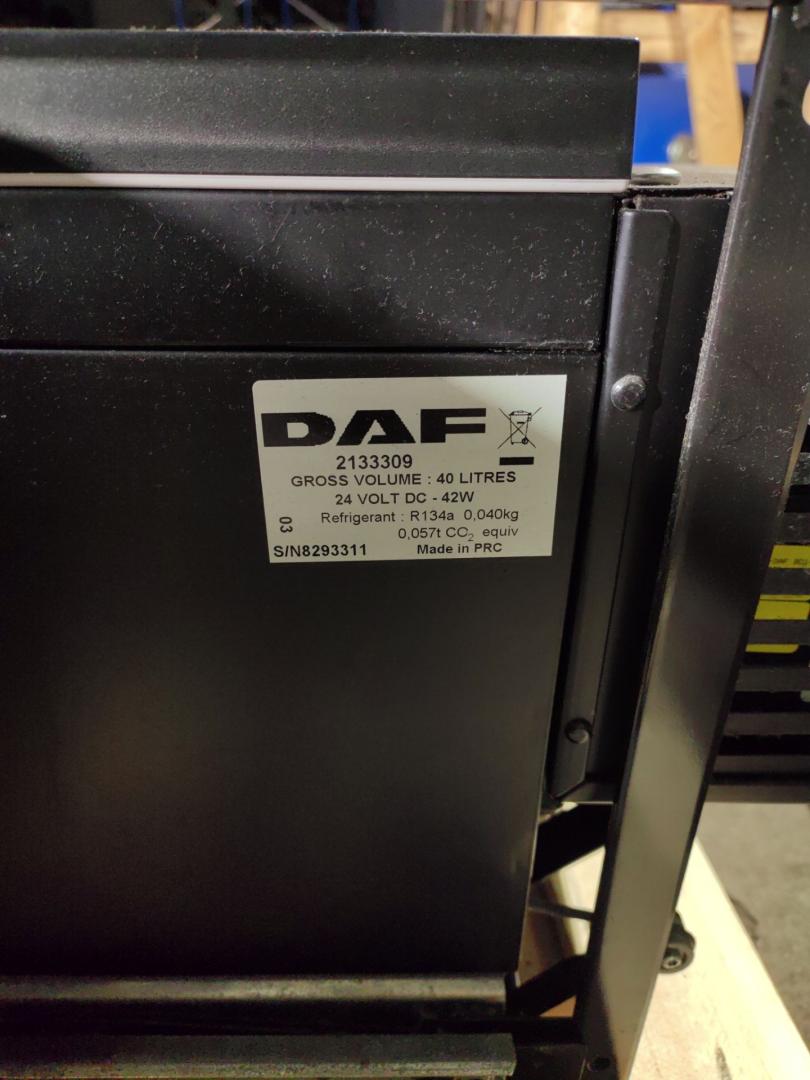 DAF
2133309
GROSS VOLUME : 40 LITRES
24 VOLT DC - 42W
Refrigerant : R134a 0,040kg
0,057t CO₂ equiv
03
S/N8293311 Made in PRC
DAF